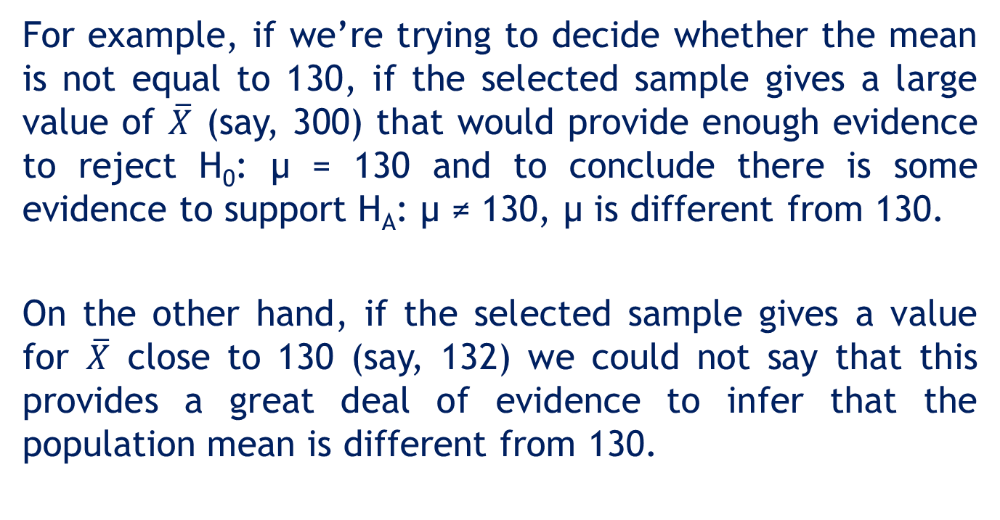 For example, if we’re trying to decide whether the mean
is not equal to 130, if the selected sample gives a large
value of X̄ (say, 300) that would provide enough evidence
to reject H₀: μ = 130 and to conclude there is some
evidence to support Hₐ: μ ≠ 130, μ is different from 130.
On the other hand, if the selected sample gives a value
for X̄ close to 130 (say, 132) we could not say that this
provides a great deal of evidence to infer that the
population mean is different from 130.